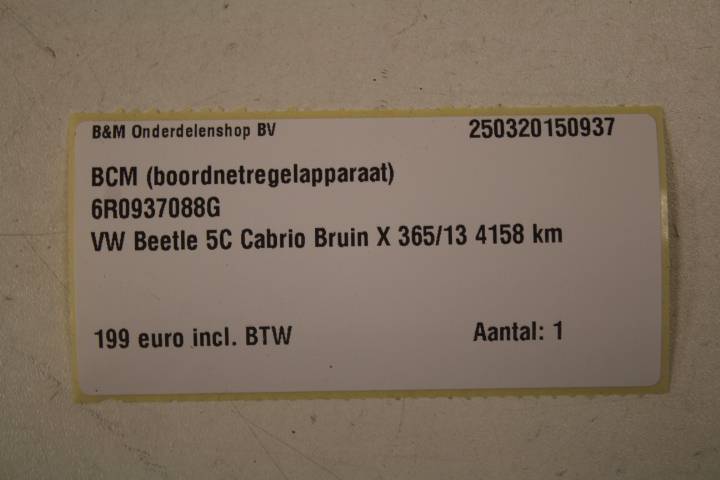 B&M Onderdelenshop BV 250320150937
BCM (boordnetregelapparaat)
6R0937088G
VW Beetle 5C Cabrio Bruin X 365/13 4158 km
199 euro incl. BTW Aantal: 1